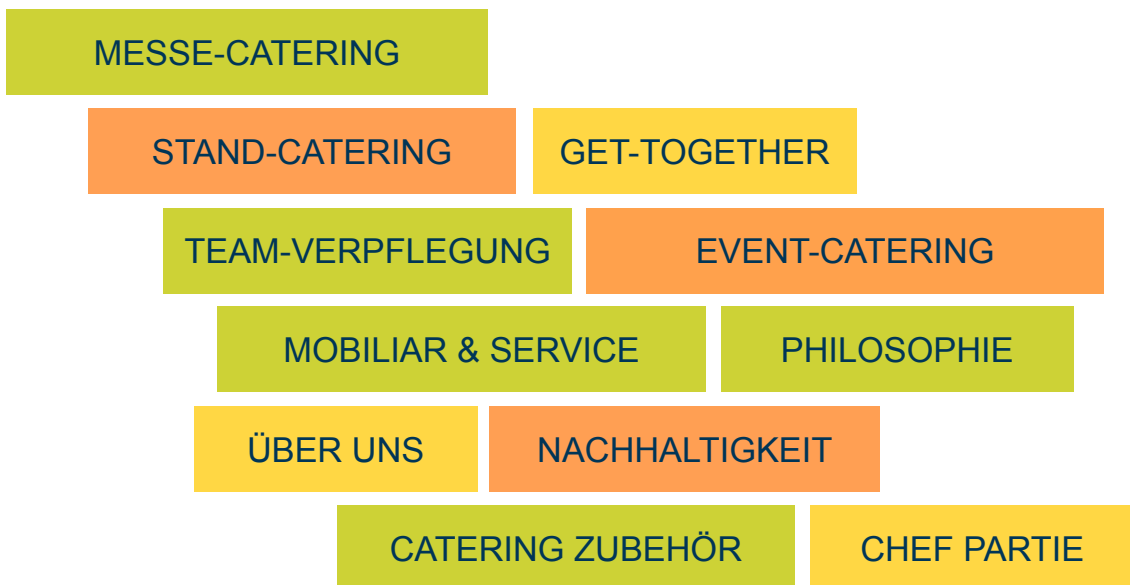 MESSE-CATERING
STAND-CATERING GET-TOGETHER
TEAM-VERPFLEGUNG EVENT-CATERING
MOBILIAR & SERVICE PHILOSOPHIE
ÜBER UNS NACHHALTIGKEIT
CATERING ZUBEHÖR CHEF PARTIE